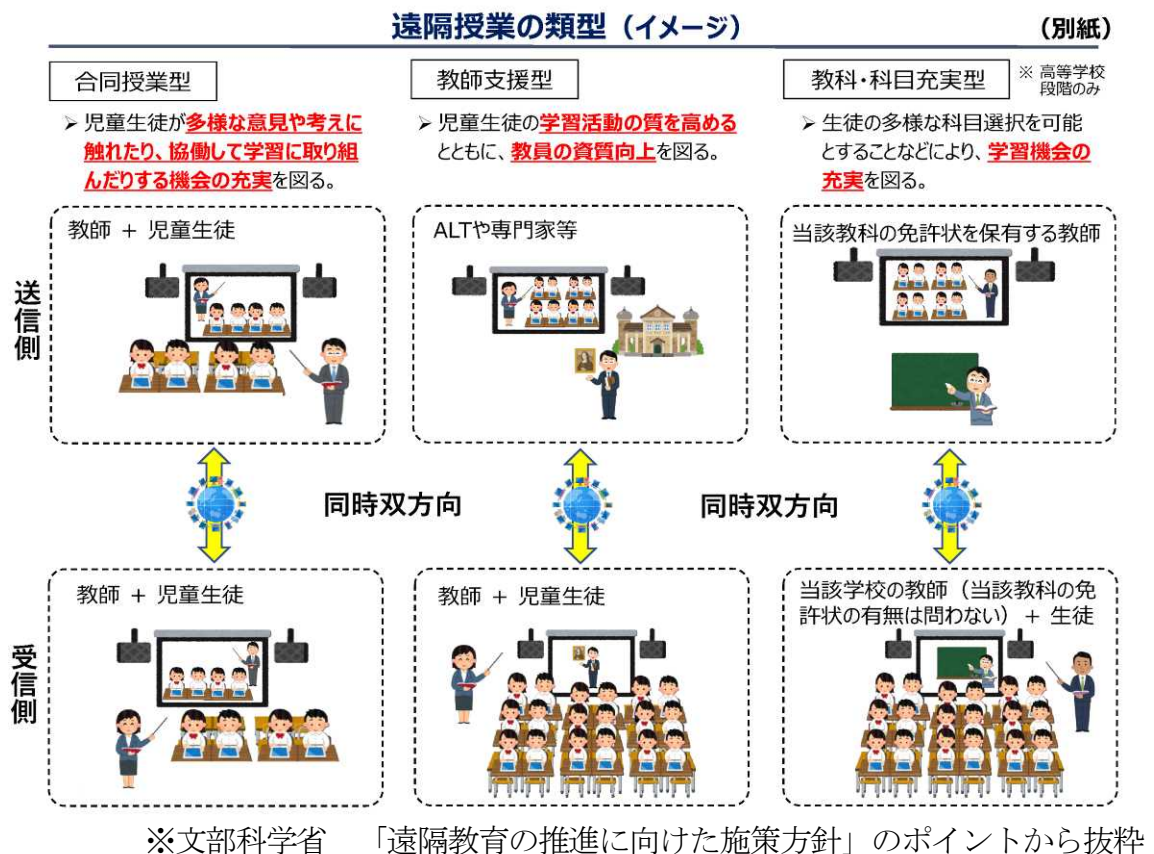 遠隔授業の類型（イメージ）
（別紙）
合同授業型
➢ 児童生徒が多様な意見や考えに
触れたり、協働して学習に取り組
んだりする機会の充実を図る。
教師支援型
➢ 児童生徒の学習活動の質を高める
とともに、教員の資質向上を図る。
教科・科目充実型
※ 高等学校
段階のみ
➢ 生徒の多様な科目選択を可能
とすることなどにより、学習機会の
充実を図る。
送信側
教師 + 児童生徒
ALTや専門家等
当該教科の免許状を保有する教師
同時双方向
同時双方向
受信側
教師 + 児童生徒
教師 + 児童生徒
当該学校の教師（当該教科の免
許状の有無は問わない）+ 生徒
※文部科学省　「遠隔教育の推進に向けた施策方針」のポイントから抜粋